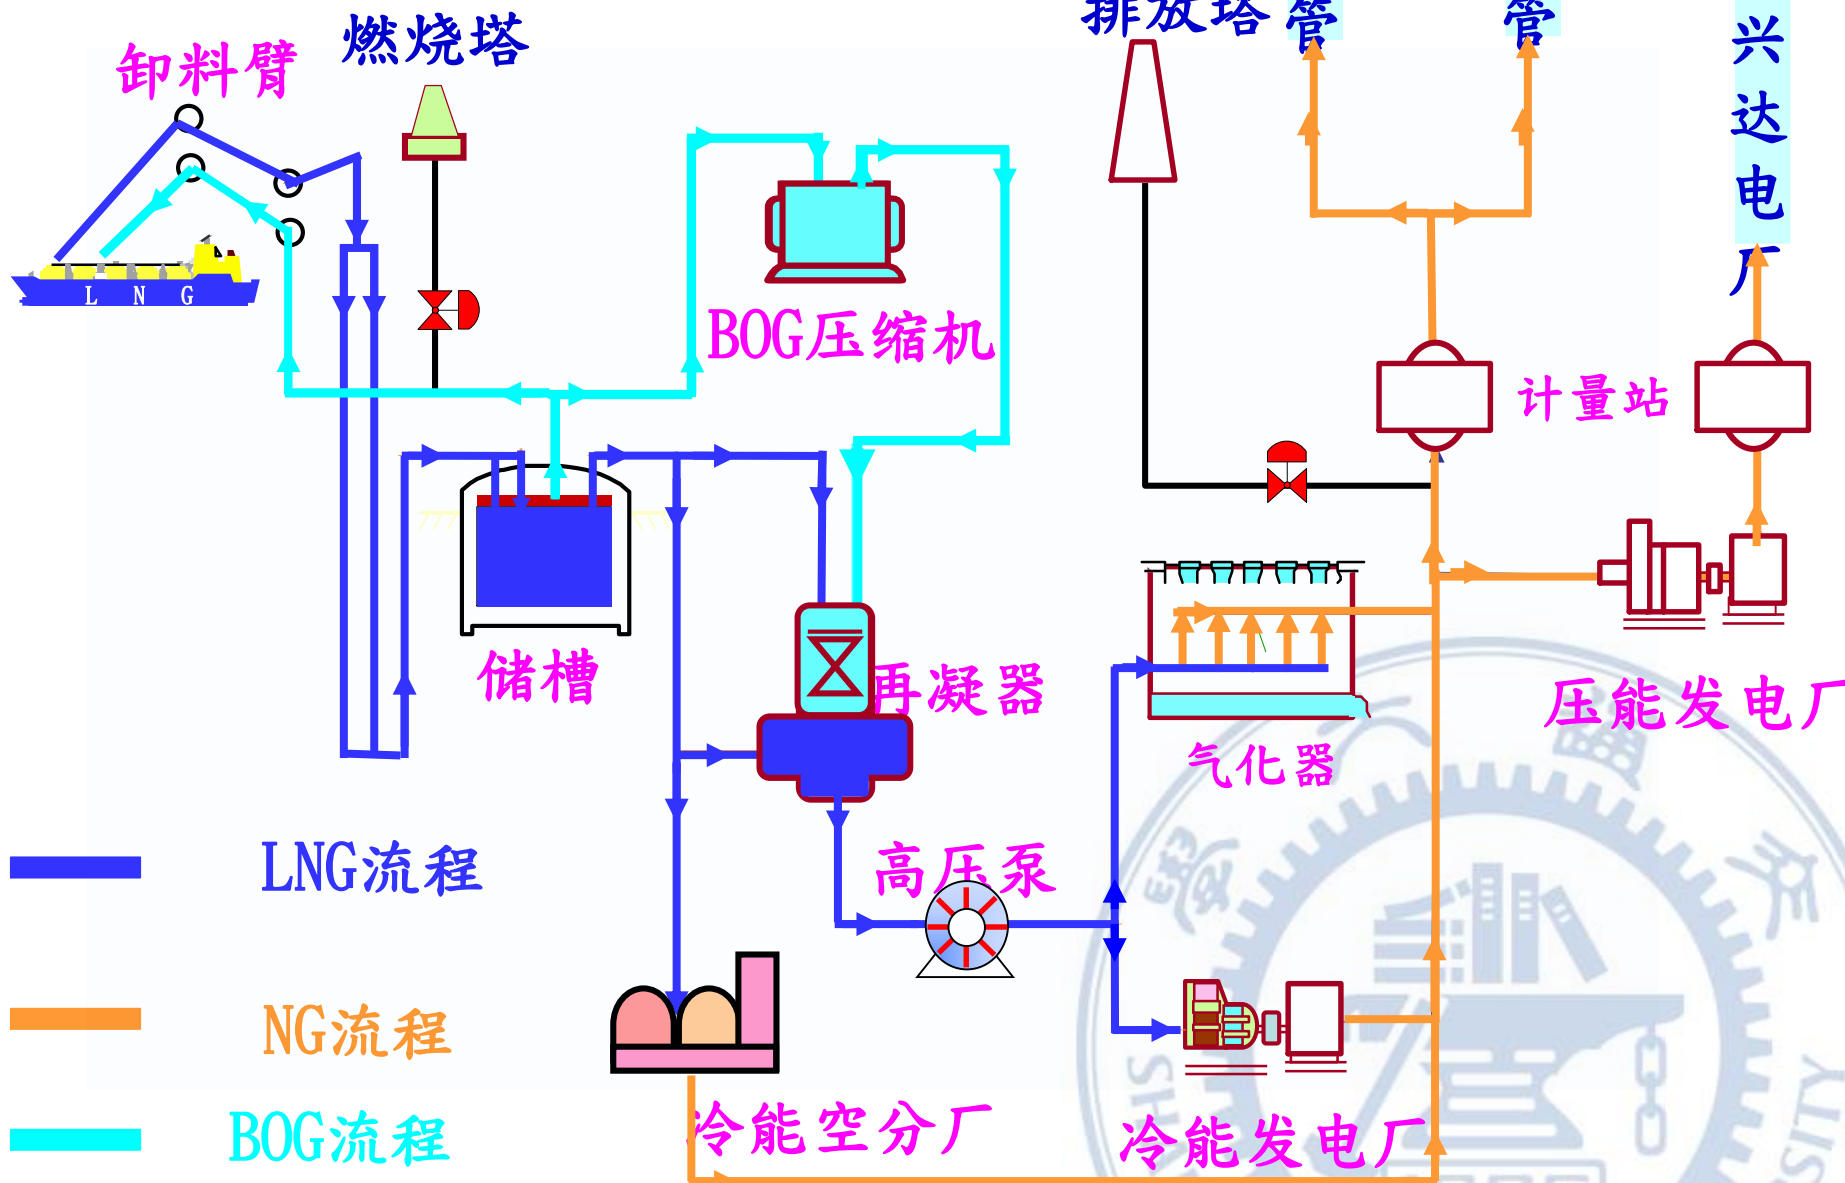 排放塔
管
管
兴达电厂
燃烧塔
卸料臂
L N G
BOG压缩机
计量站
储槽
再凝器
压能发电厂
气化器
高压泵
LNG流程
NG流程
BOG流程
冷能空分厂
冷能发电厂